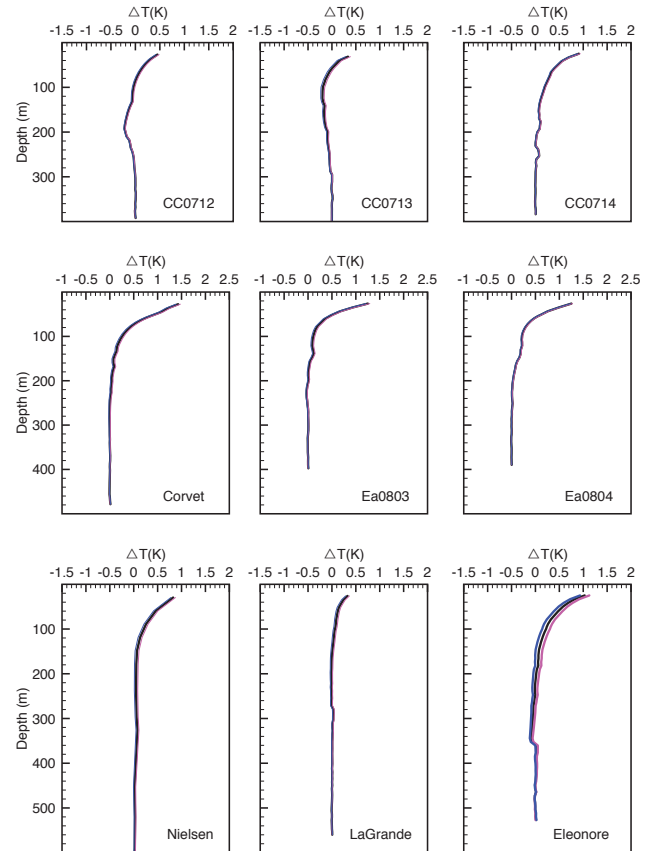 △T(K) △T(K) △T(K)
-1.5 -1 -0.5 0 0.5 1 1.5 2 -1.5 -1 -0.5 0 0.5 1 1.5 2 -1.5 -1 -0.5 0 0.5 1 1.5 2
Depth (m)
100
200
300
CC0712 CC0713 CC0714
△T(K) △T(K) △T(K)
-1 -0.5 0 0.5 1 1.5 2 2.5 -1 -0.5 0 0.5 1 1.5 2 2.5 -1 -0.5 0 0.5 1 1.5 2 2.5
Depth (m)
100
200
300
400
Corvet Ea0803 Ea0804
△T(K) △T(K) △T(K)
-1.5 -1 -0.5 0 0.5 1 1.5 2 -1.5 -1 -0.5 0 0.5 1 1.5 2 -1.5 -1 -0.5 0 0.5 1 1.5 2
Depth (m)
100
200
300
400
500
Nielsen LaGrande Eleonore